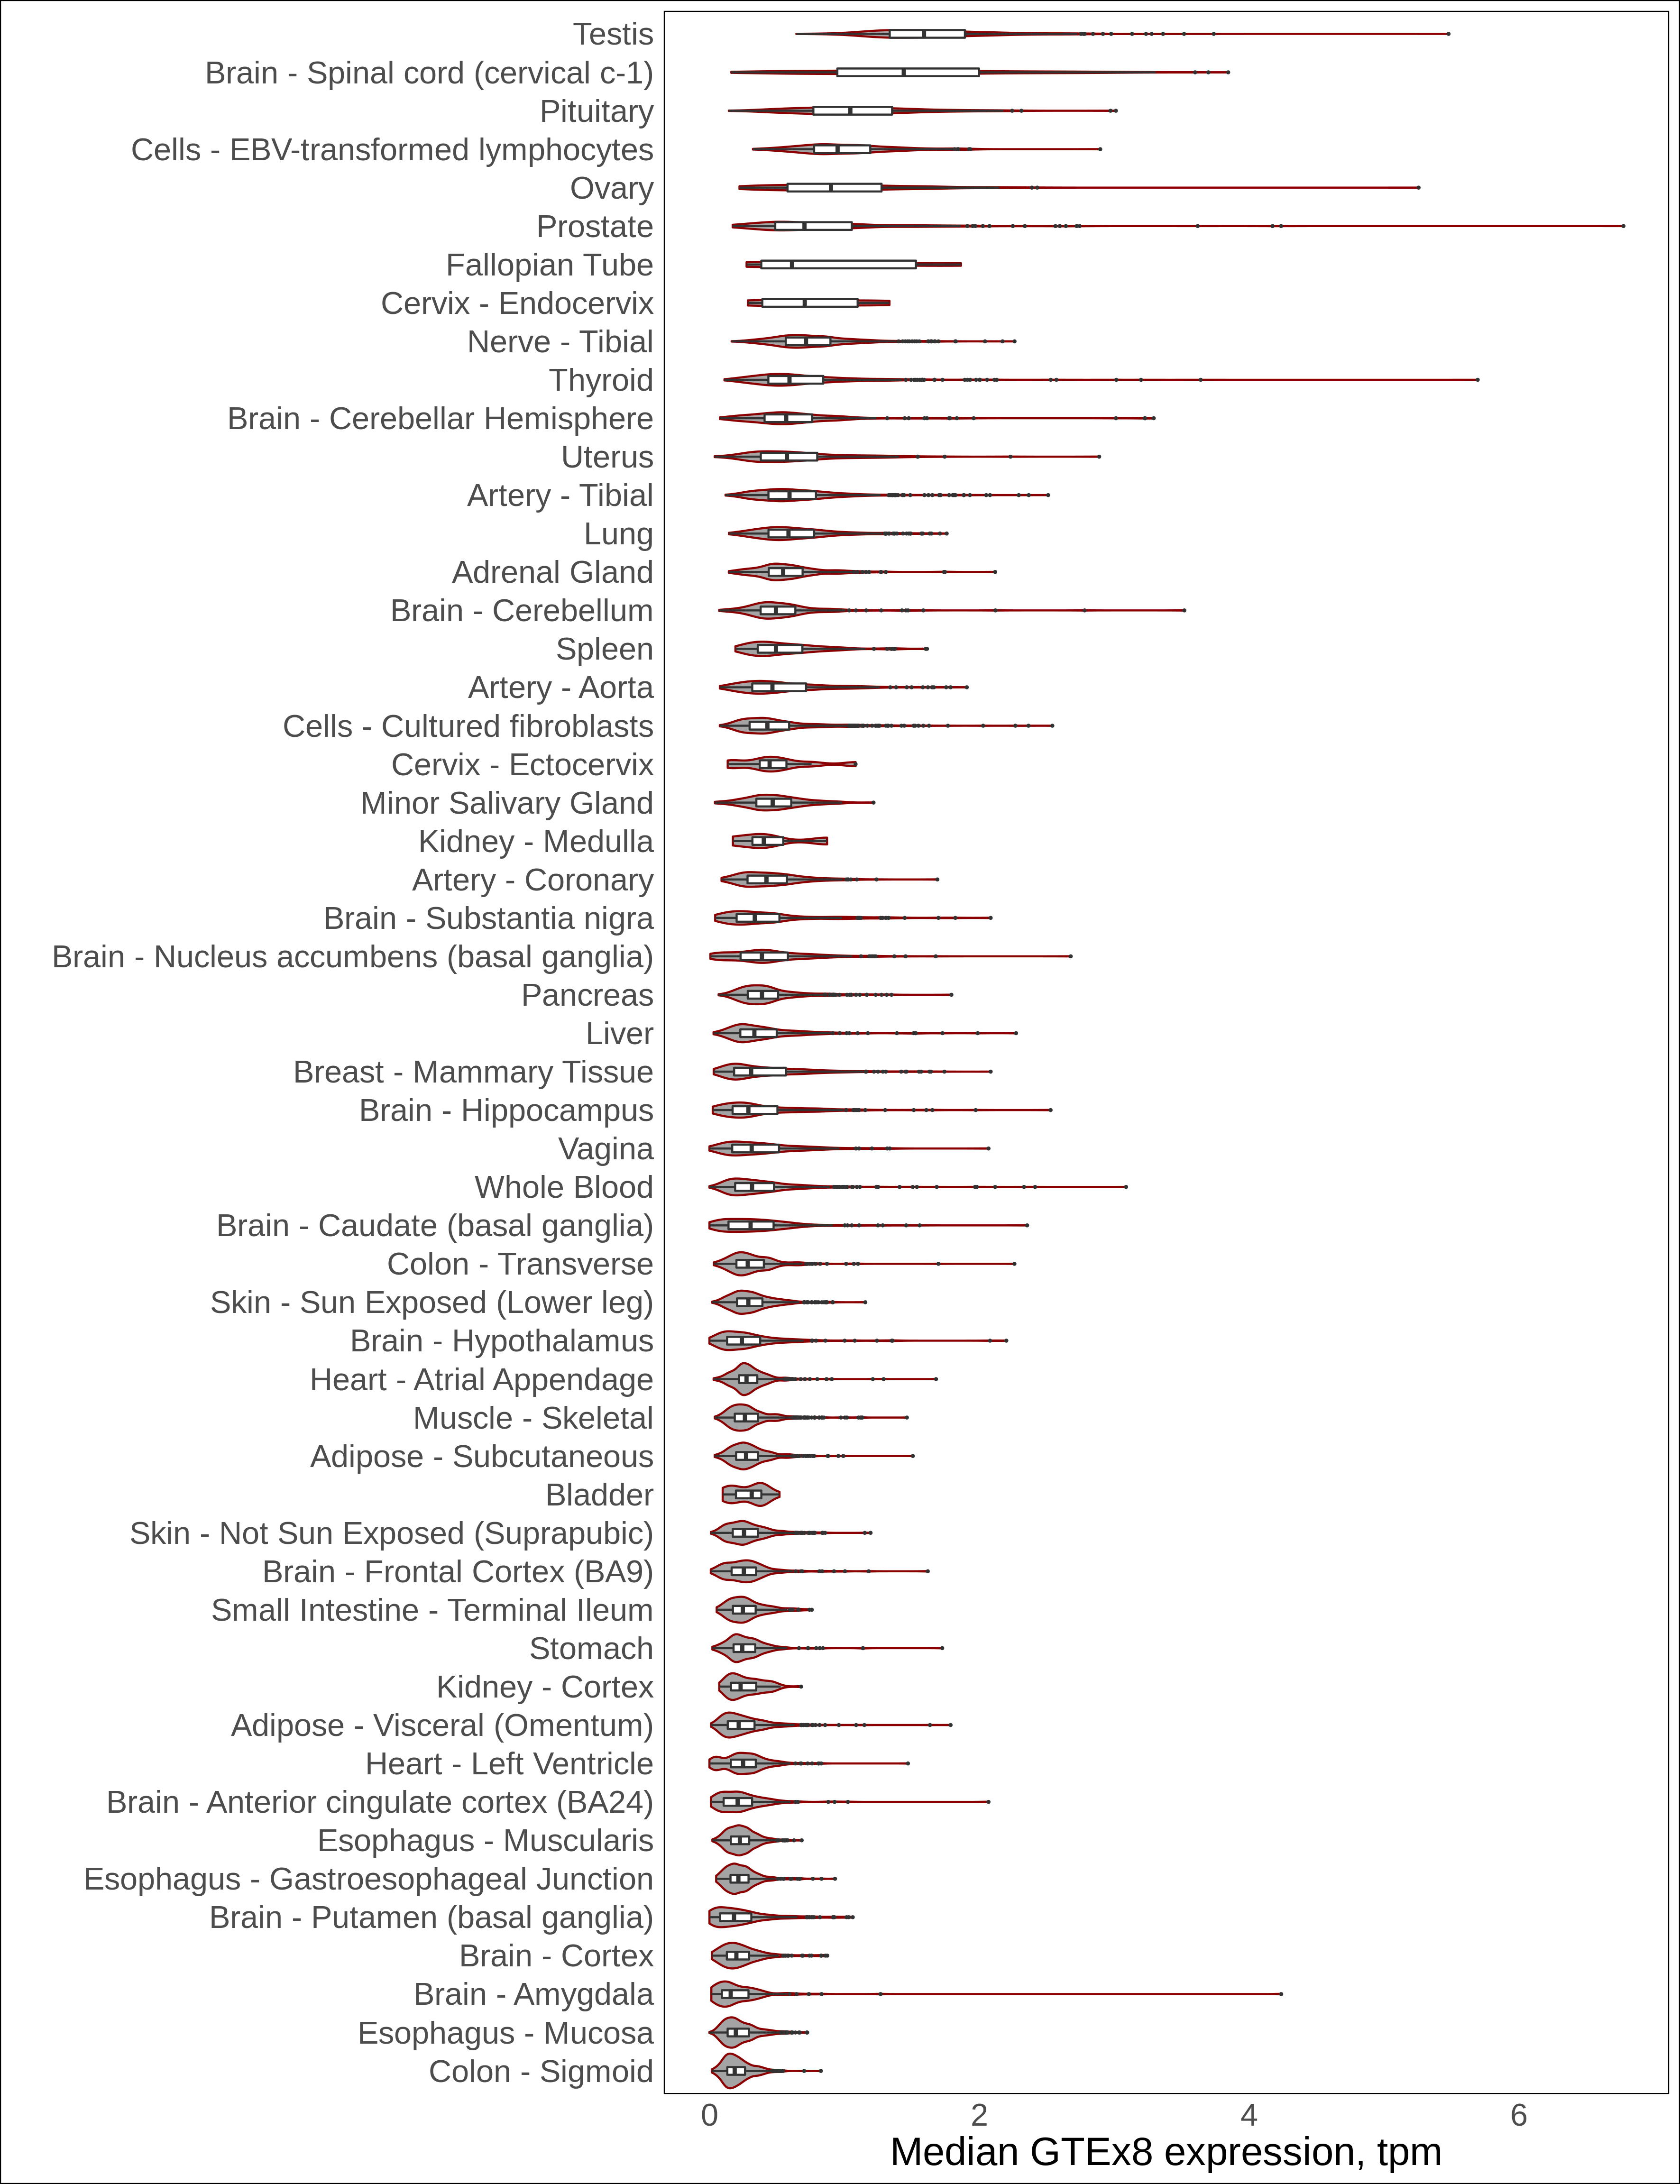 Testis
Brain - Spinal cord (cervical c-1)
Pituitary
Cells - EBV-transformed lymphocytes
Ovary
Prostate
Fallopian Tube
Cervix - Endocervix
Nerve - Tibial
Thyroid
Brain - Cerebellar Hemisphere
Uterus
Artery - Tibial
Lung
Adrenal Gland
Brain - Cerebellum
Spleen
Artery - Aorta
Cells - Cultured fibroblasts
Cervix - Ectocervix
Minor Salivary Gland
Kidney - Medulla
Artery - Coronary
Brain - Substantia nigra
Brain - Nucleus accumbens (basal ganglia)
Pancreas
Liver
Breast - Mammary Tissue
Brain - Hippocampus
Vagina
Whole Blood
Brain - Caudate (basal ganglia)
Colon - Transverse
Skin - Sun Exposed (Lower leg)
Brain - Hypothalamus
Heart - Atrial Appendage
Muscle - Skeletal
Adipose - Subcutaneous
Bladder
Skin - Not Sun Exposed (Suprapubic)
Brain - Frontal Cortex (BA9)
Small Intestine - Terminal Ileum
Stomach
Kidney - Cortex
Adipose - Visceral (Omentum)
Heart - Left Ventricle
Brain - Anterior cingulate cortex (BA24)
Esophagus - Muscularis
Esophagus - Gastroesophageal Junction
Brain - Putamen (basal ganglia)
Brain - Cortex
Brain - Amygdala
Esophagus - Mucosa
Colon - Sigmoid
0 2 4 6
Median GTEx8 expression, tpm